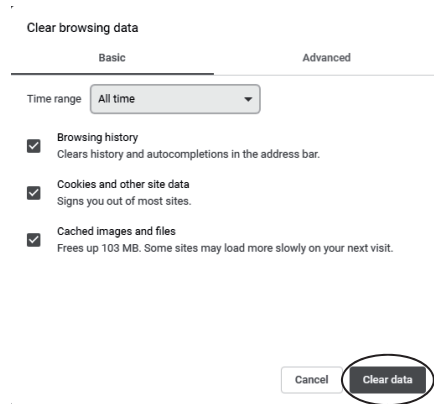 Clear browsing data
Basic
Advanced
Time range
All time
Browsing history
Clears history and autocompletions in the address bar.
Cookies and other site data
Signs you out of most sites.
Cached images and files
Frees up 103 MB. Some sites may load more slowly on your next visit.
Cancel
Clear data